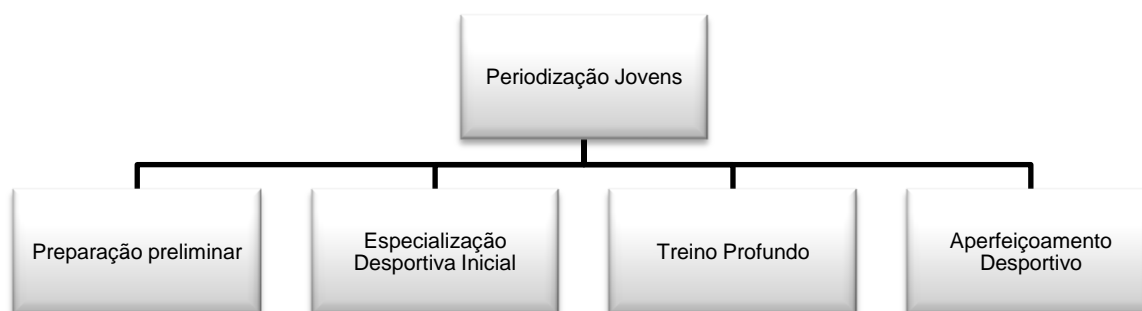 Periodização Jovens
Preparação preliminar
Especialização
Desportiva Inicial
Treino Profundo
Aperfeiçoamento
Desportivo